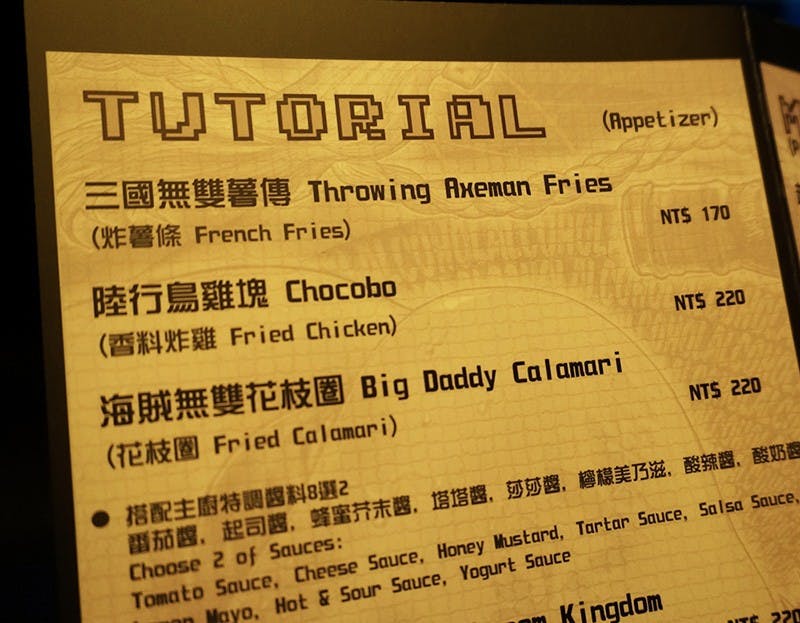 TUTORIAL (Appetizer)
三國無雙薯傳 Throwing Axeman Fries
(炸薯條 French Fries)
NT$ 170
陸行鳥雞塊 Chocobo
(香料炸雞 Fried Chicken)
NT$ 220
海賊無雙花枝圈 Big Daddy Calamari
(花枝圈 Fried Calamari)
NT$ 220
● 搭配主廚特調醬料8選2
番茄醬, 起司醬, 蜂蜜芥末醬, 塔塔醬, 莎莎醬, 檸檬美乃滋, 酸辣醬, 酸奶醬
Choose 2 of Sauces:
Tomato Sauce, Cheese Sauce, Honey Mustard, Tartar Sauce, Salsa Sauce,
Mayo, Hot & Sour Sauce, Yogurt Sauce
Kingdom
NT$ 220